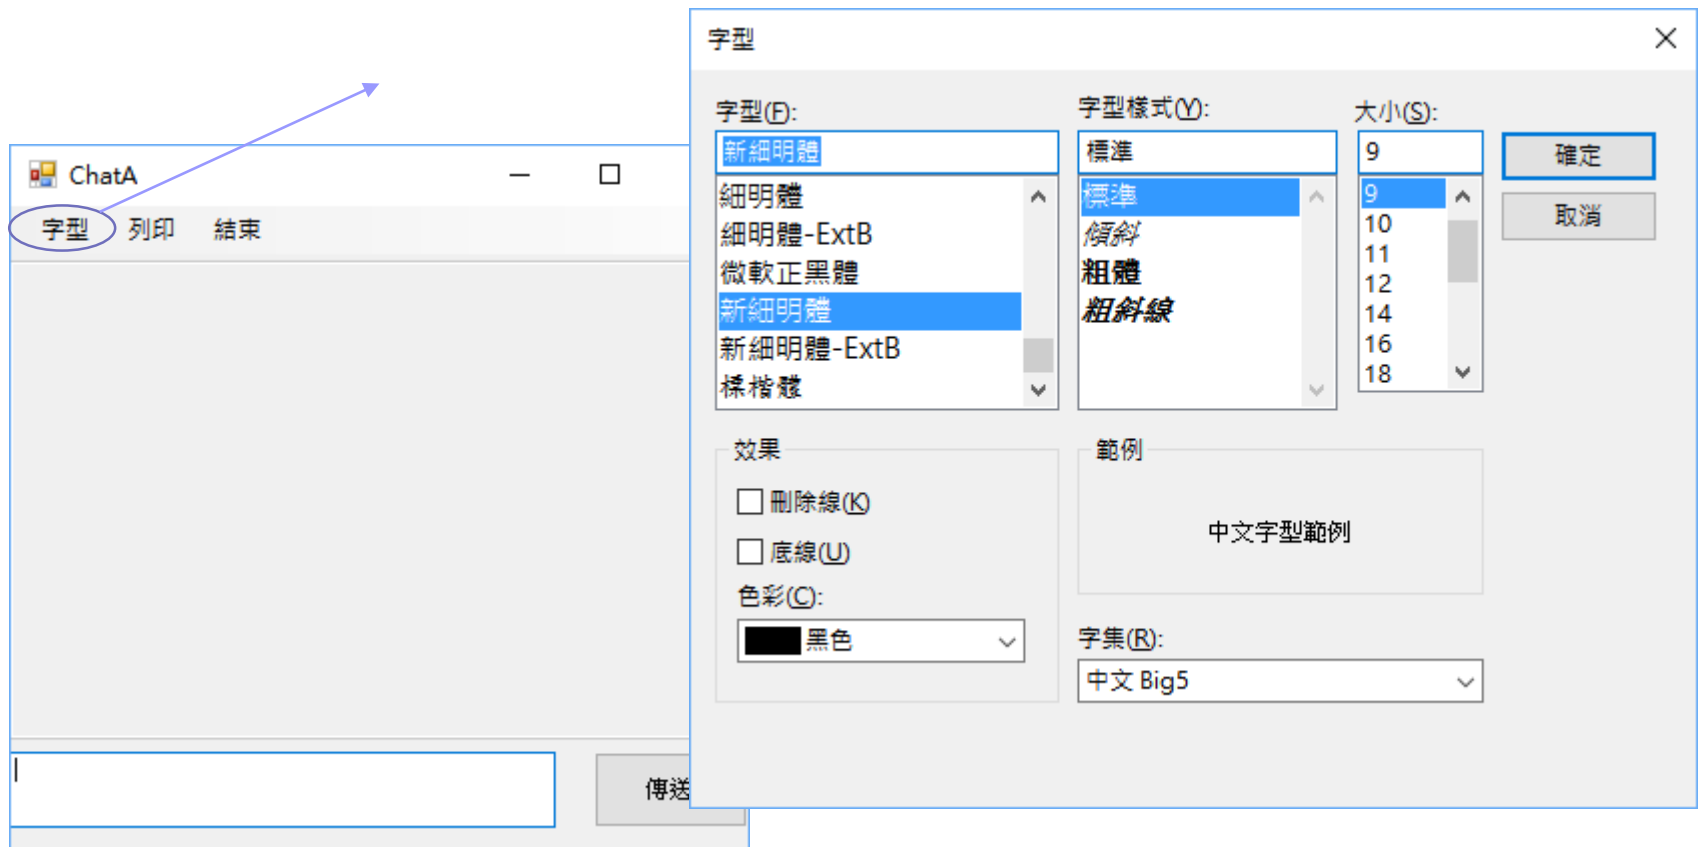 ChatA
字型 列印 結束
傳送
字型
字型(F):
新細明體
細明體
細明體-ExtB
微軟正黑體
新細明體
新細明體-ExtB
標楷體
字型樣式(Y):
標準
標準
傾斜
粗體
粗斜線
大小(S):
9
9
10
11
12
14
16
18
確定
取消
效果
刪除線(K)
底線(U)
色彩(C):
黑色
範例
中文字型範例
字集(R):
中文 Big5